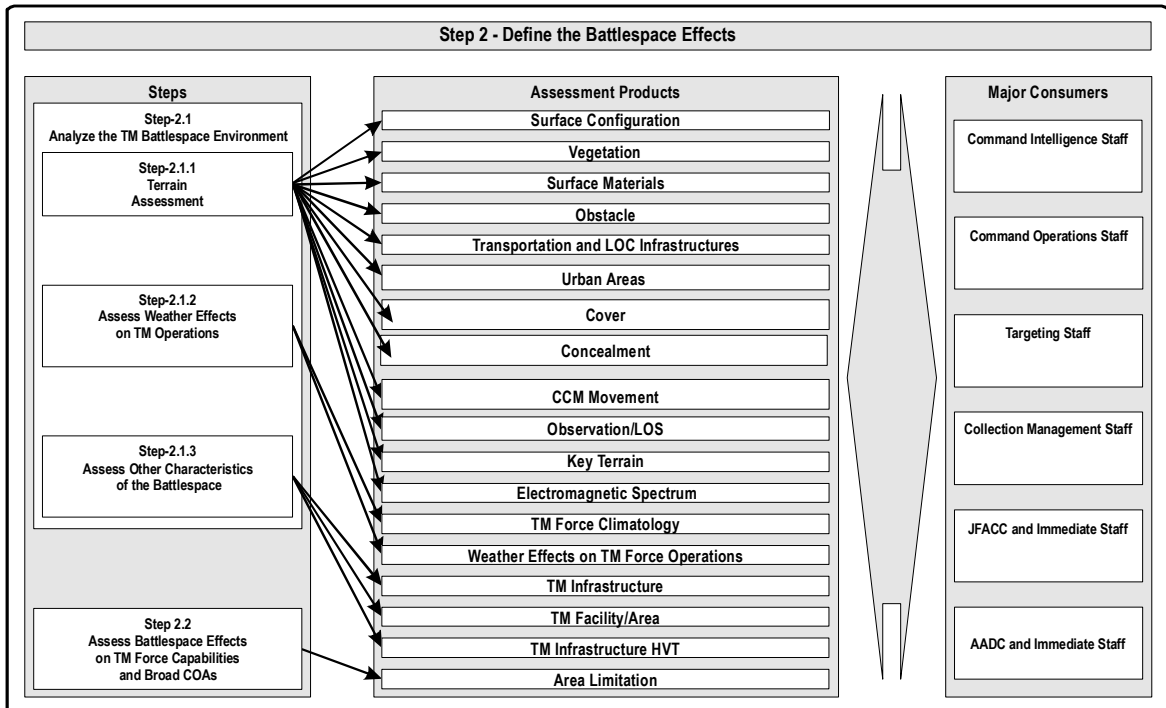 Step 2 - Define the Battlespace Effects
Steps
Step-2.1
Analyze the TM Battlespace Environment
Step-2.1.1
Terrain
Assessment
Step-2.1.2
Assess Weather Effects
on TM Operations
Step-2.1.3
Assess Other Characteristics
of the Battlespace
Step 2.2
Assess Battlespace Effects
on TM Force Capabilities
and Broad COAs
Assessment Products
Surface Configuration
Vegetation
Surface Materials
Obstacle
Transportation and LOC Infrastructures
Urban Areas
Cover
Concealment
CCM Movement
Observation/LOS
Key Terrain
Electromagnetic Spectrum
TM Force Climatology
Weather Effects on TM Force Operations
TM Infrastructure
TM Facility/Area
TM Infrastructure HVT
Area Limitation
Major Consumers
Command Intelligence Staff
Command Operations Staff
Targeting Staff
Collection Management Staff
JFACC and Immediate Staff
AADC and Immediate Staff